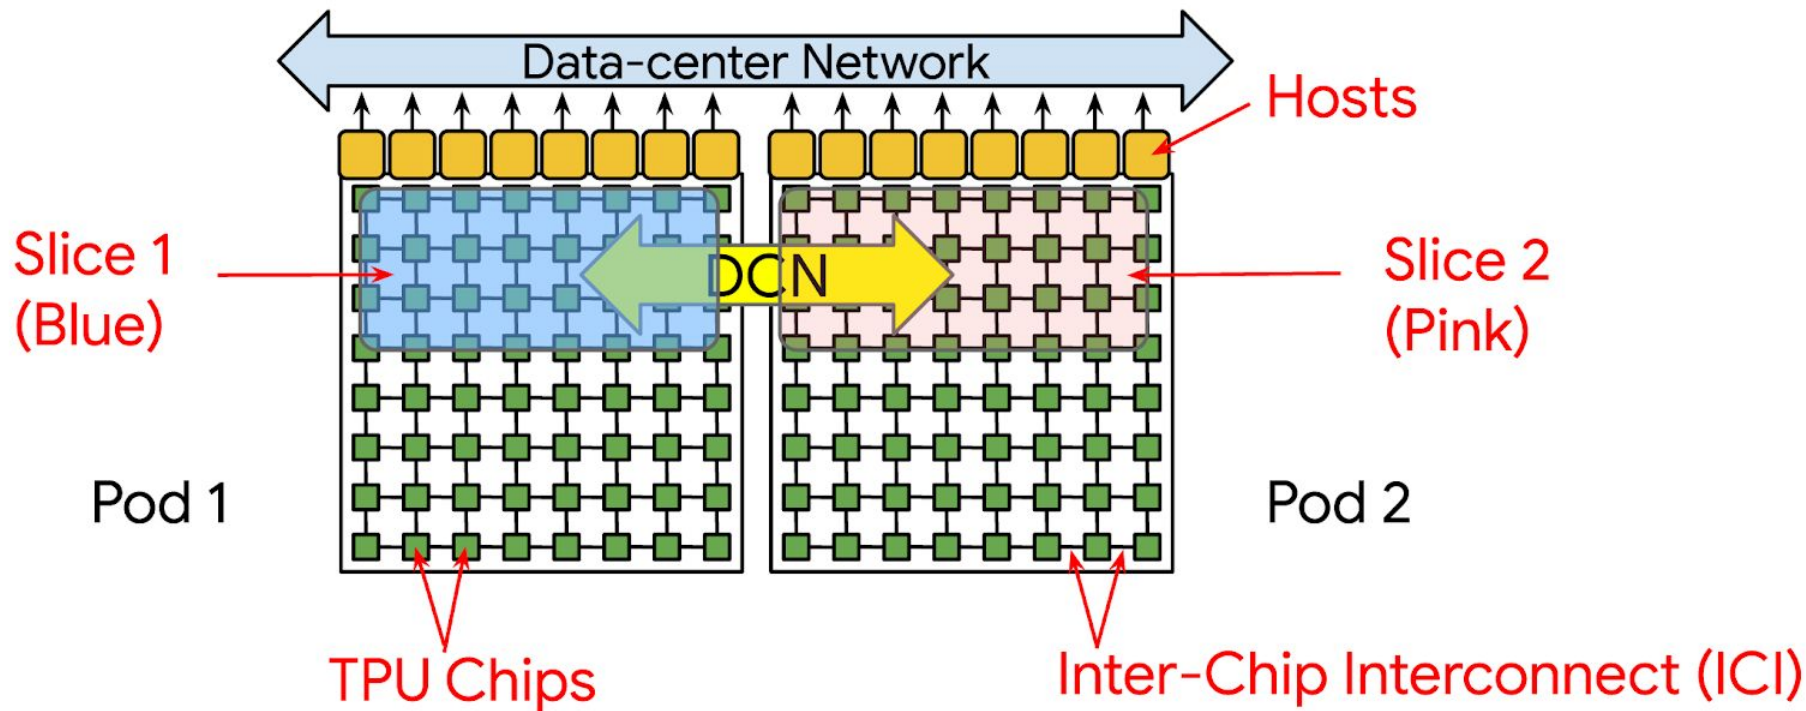 Data-center Network
Hosts
Slice 1
(Blue)
DCN
Slice 2
(Pink)
Pod 1
Pod 2
TPU Chips
Inter-Chip Interconnect (ICI)